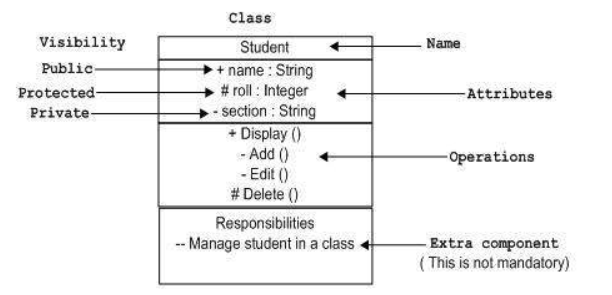 Class
Visibility
Student
Name
Public
+ name : String
Protected
# roll : Integer
Attributes
Private
- section : String
+ Display ()
- Add ()
Operations
- Edit ()
# Delete ()
Responsibilities
-- Manage student in a class
Extra component
( This is not mandatory)